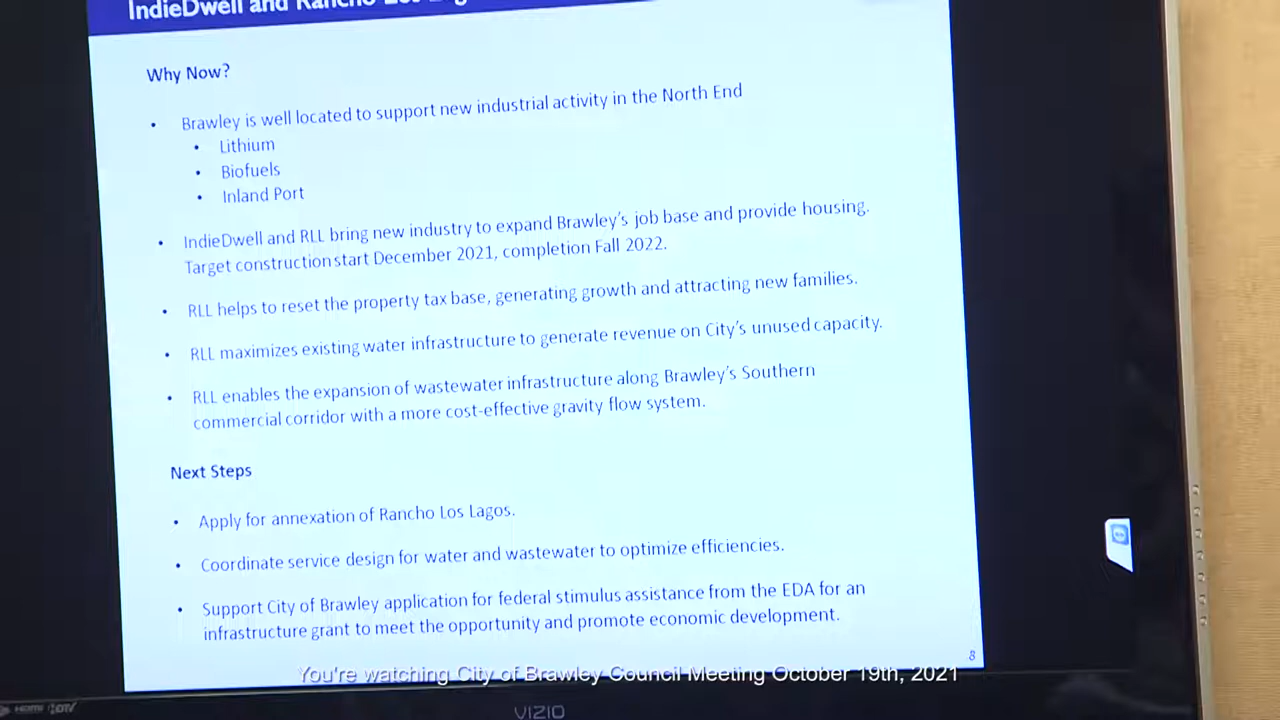 IndieDwell and Rancho Los
Why Now?
• Brawley is well located to support new industrial activity in the North End
• Lithium
• Biofuels
• Inland Port
• IndieDwell and RLL bring new industry to expand Brawley's job base and provide housing.
Target construction start December 2021, completion Fall 2022.
• RLL helps to reset the property tax base, generating growth and attracting new families.
• RLL maximizes existing water infrastructure to generate revenue on City's unused capacity.
• RLL enables the expansion of wastewater infrastructure along Brawley's Southern
commercial corridor with a more cost-effective gravity flow system.
Next Steps
• Apply for annexation of Rancho Los Lagos.
• Coordinate service design for water and wastewater to optimize efficiencies.
• Support City of Brawley application for federal stimulus assistance from the EDA for an
infrastructure grant to meet the opportunity and promote economic development.
8
You're watching City of Brawley Council Meeting October 19th, 2021
HDMI HDTV
VIZIO